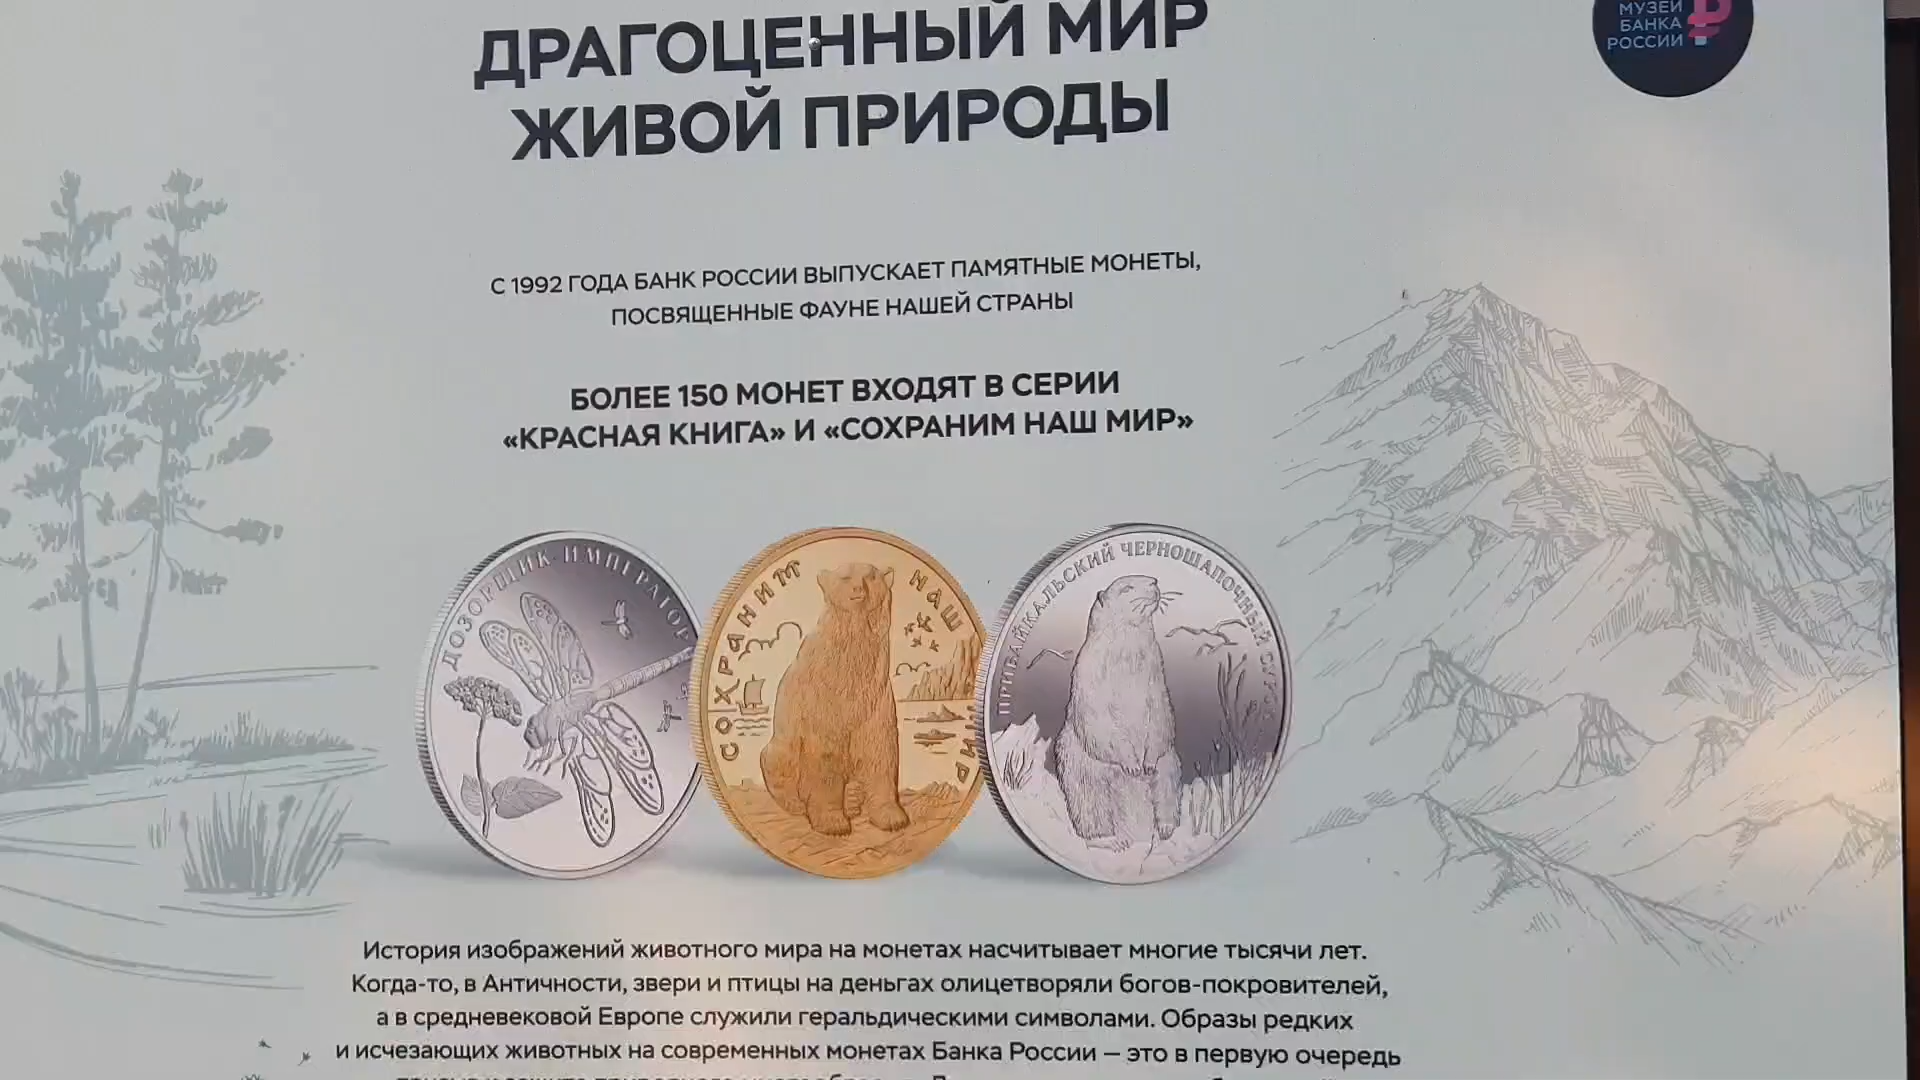 ДРАГОЦЕННЫЙ МИР
ЖИВОЙ ПРИРОДЫ
МУЗЕЙ
БАНКА
РОССИИ
С 1992 ГОДА БАНК РОССИИ ВЫПУСКАЕТ ПАМЯТНЫЕ МОНЕТЫ,
ПОСВЯЩЕННЫЕ ФАУНЕ НАШЕЙ СТРАНЫ
БОЛЕЕ 150 МОНЕТ ВХОДЯТ В СЕРИИ
«КРАСНАЯ КНИГА» И «СОХРАНИМ НАШ МИР»
ДОЗОРЩИК-ИМПЕРАТОР
СОХРАНИМ НАШ МИР
ПРИБАЙКАЛЬСКИЙ ЧЕРНОШАПОЧНЫЙ СУРОК
История изображений животного мира на монетах насчитывает многие тысячи лет.
Когда-то, в Античности, звери и птицы на деньгах олицетворяли богов-покровителей,
а в средневековой Европе служили геральдическими символами. Образы редких
и исчезающих животных на современных монетах Банка России — это в первую очередь